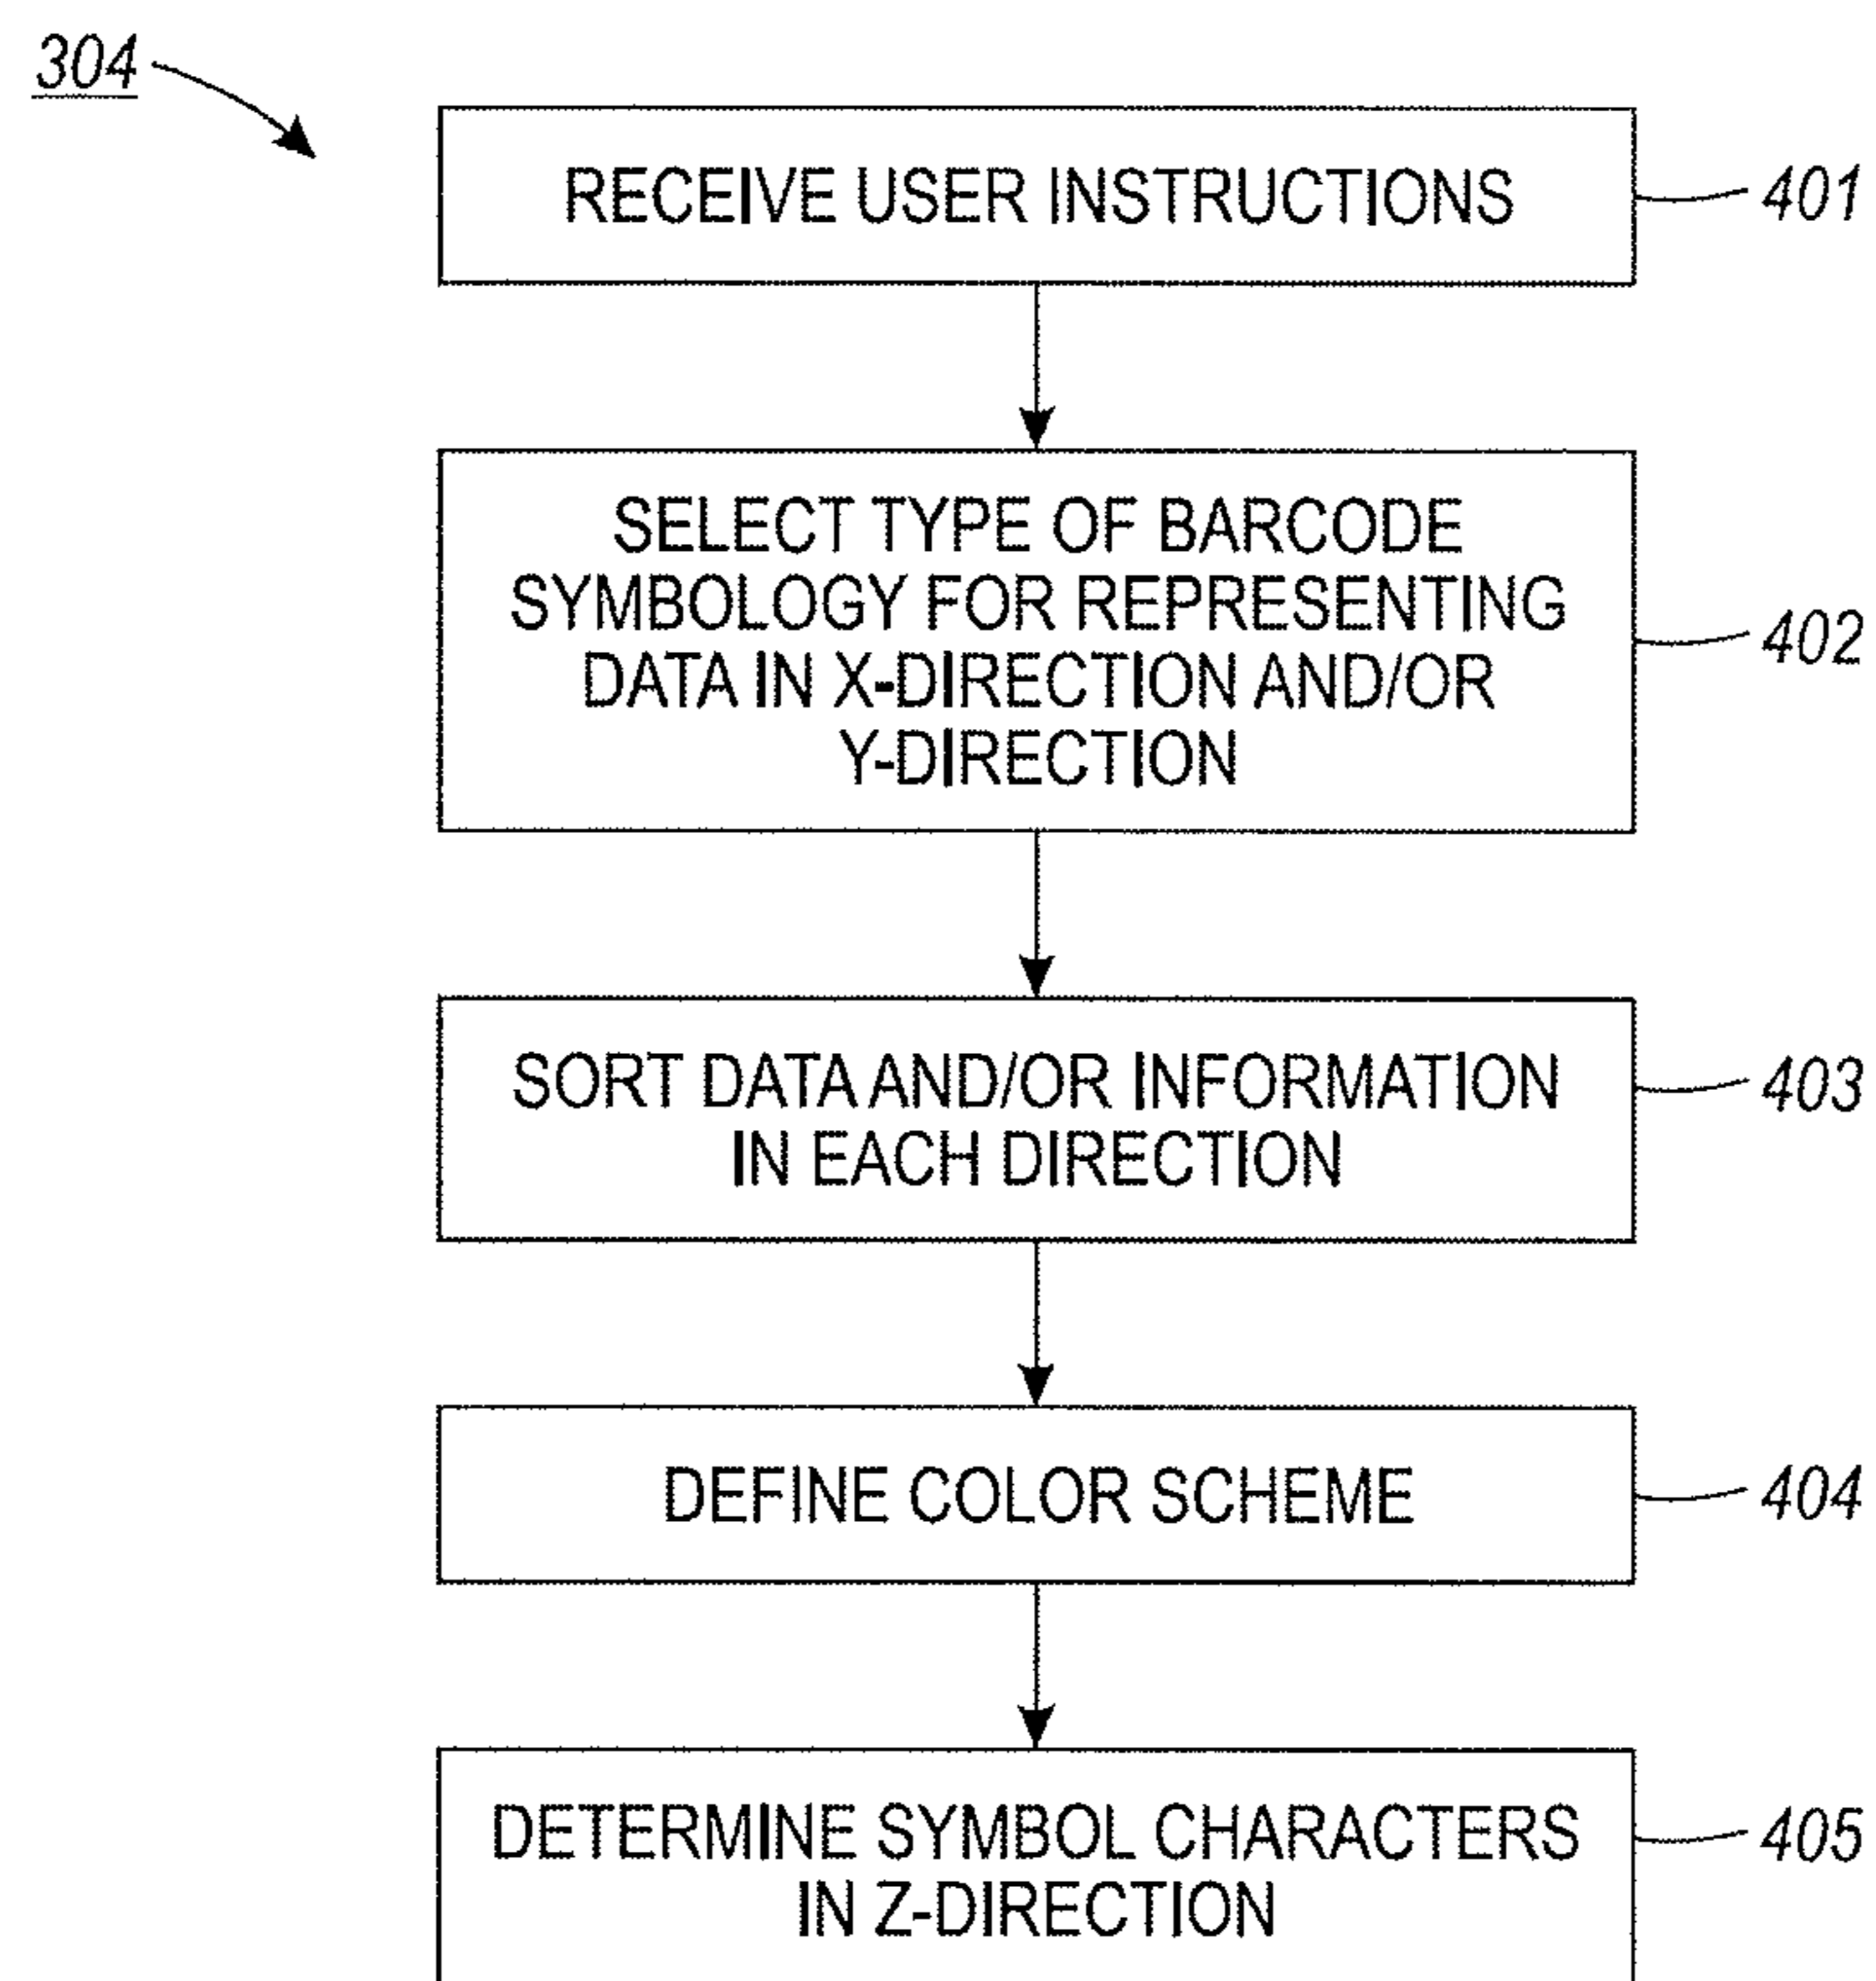 304
RECEIVE USER INSTRUCTIONS
401
SELECT TYPE OF BARCODE
SYMBOLOGY FOR REPRESENTING
DATA IN X-DIRECTION AND/OR
Y-DIRECTION
402
SORT DATA AND/OR INFORMATION
IN EACH DIRECTION
403
DEFINE COLOR SCHEME
404
DETERMINE SYMBOL CHARACTERS
IN Z-DIRECTION
405